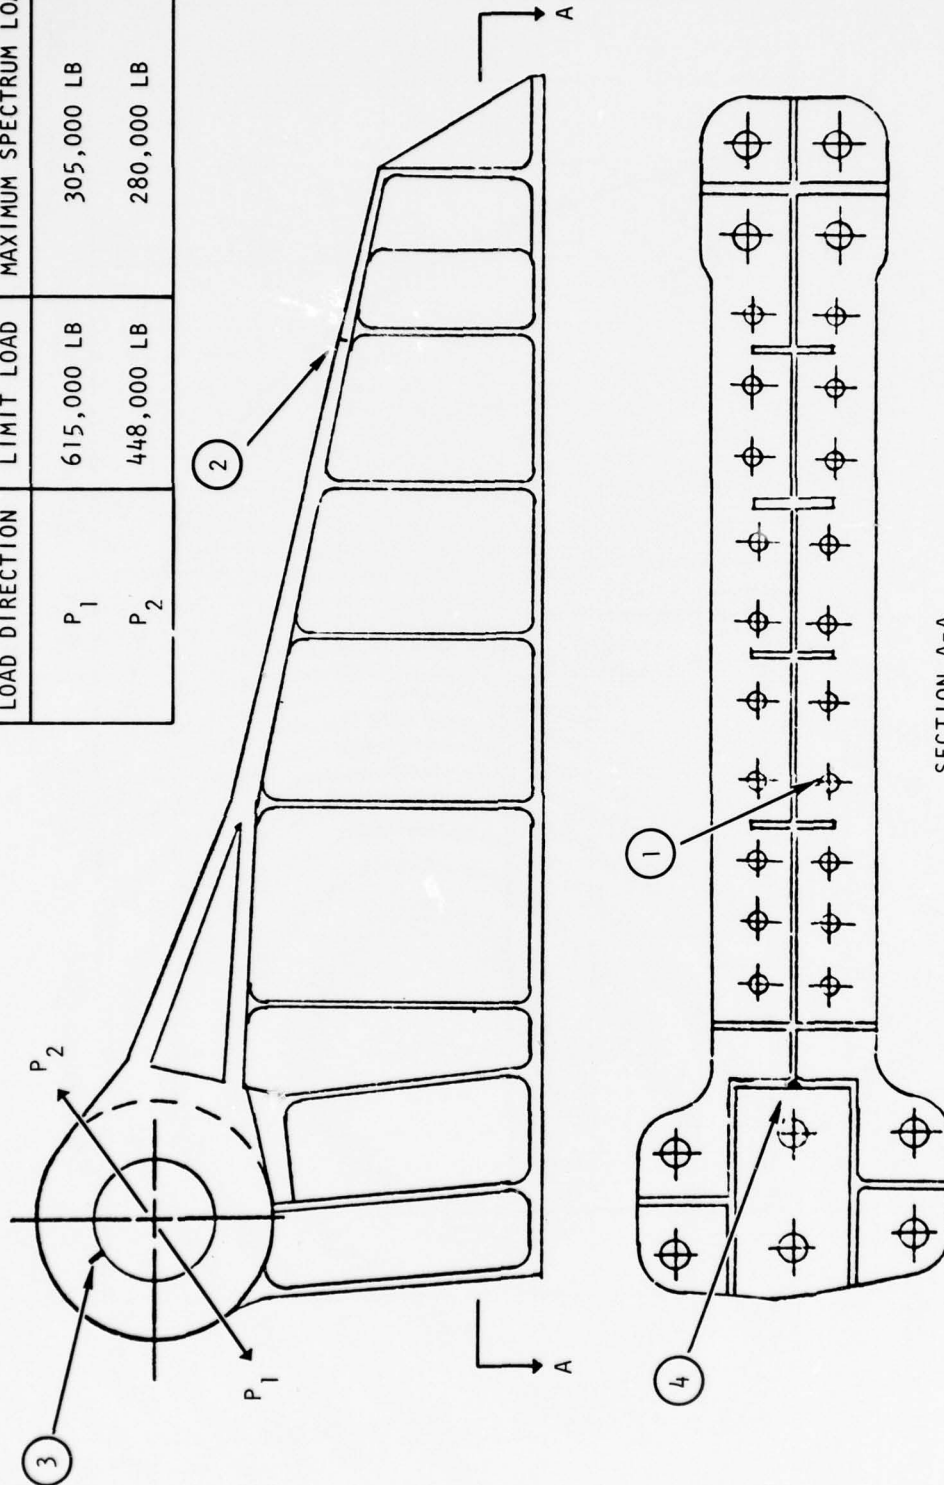 LOAD DIRECTION LIMIT LOAD MAXIMUM SPECTRUM
P1 615,000 LB 305,000 LB
P2 448,000 LB 280,000 LB
A
2
P2
3
P1
A
1
4
SECTION A-A